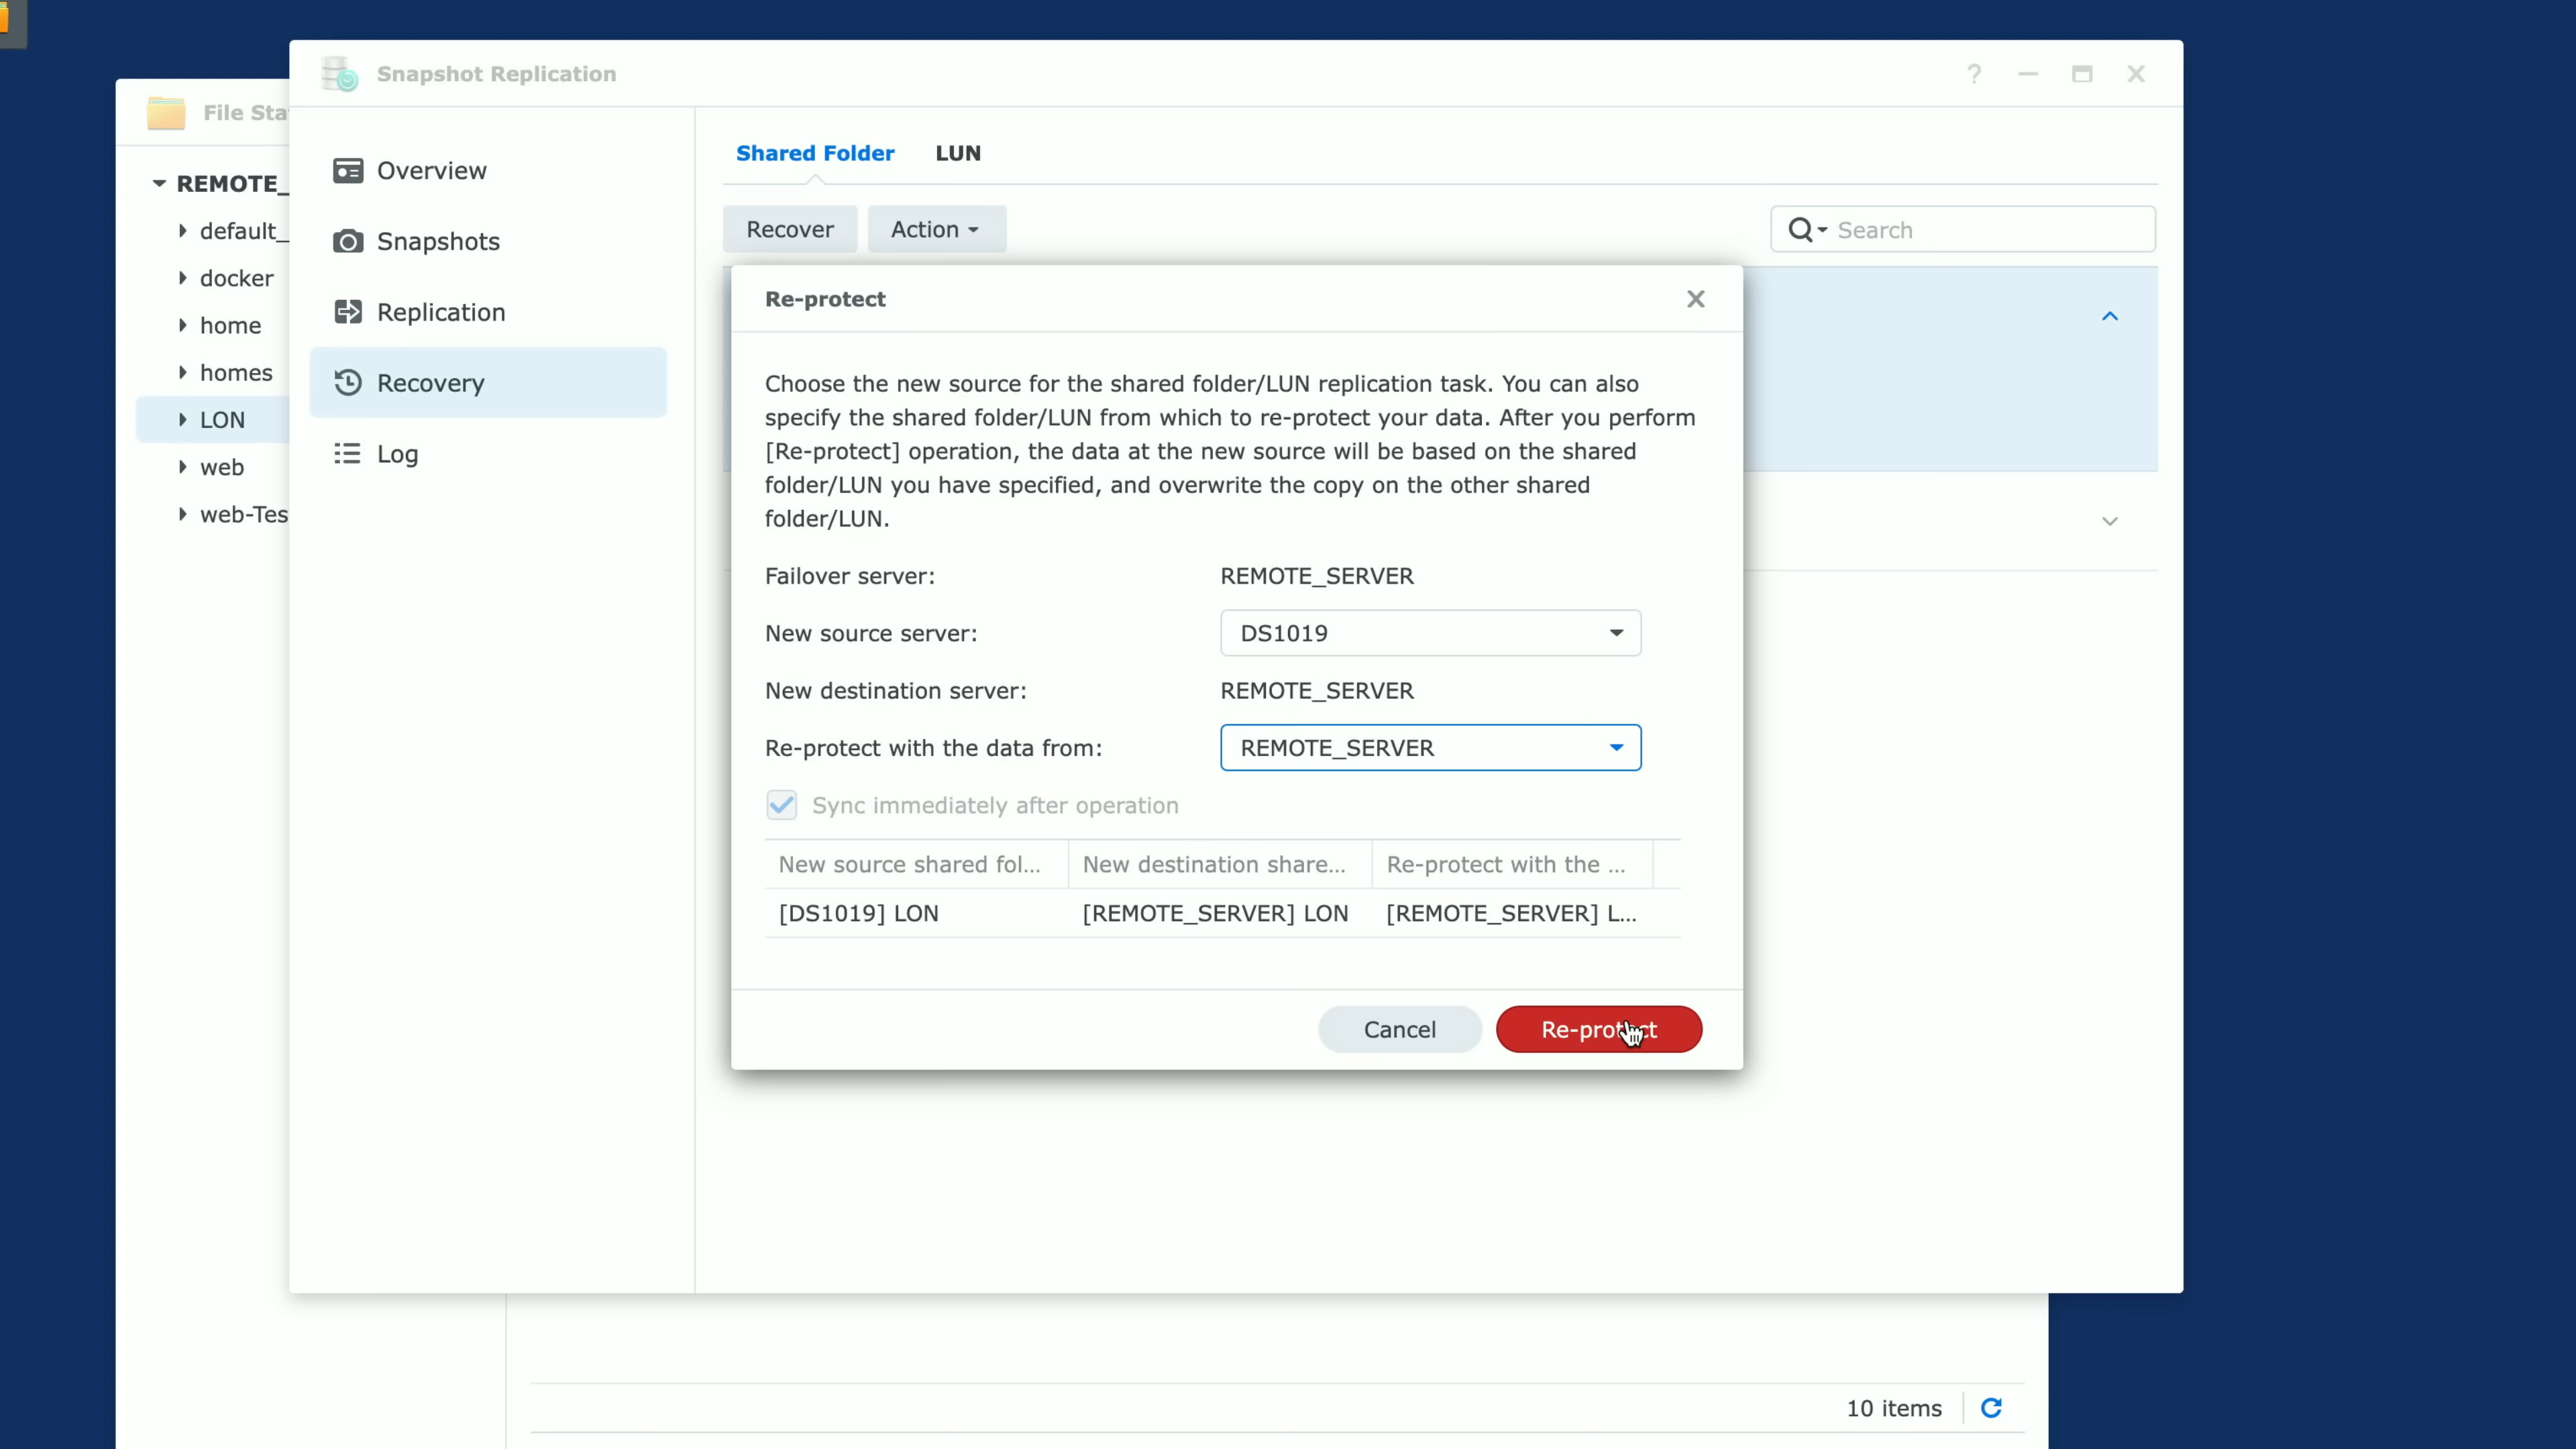 Snapshot Replication
?
File Sta
REMOTE_
default_
docker
home
homes
LON
web
web-Tes
Overview
Snapshots
Replication
Recovery
Log
Shared Folder LUN
Recover Action
Search
Re-protect
Choose the new source for the shared folder/LUN replication task. You can also
specify the shared folder/LUN from which to re-protect your data. After you perform
[Re-protect] operation, the data at the new source will be based on the shared
folder/LUN you have specified, and overwrite the copy on the other shared
folder/LUN.
Failover server: REMOTE_SERVER
New source server: DS1019
New destination server: REMOTE_SERVER
Re-protect with the data from: REMOTE_SERVER
Sync immediately after operation
New source shared fol... New destination share... Re-protect with the ...
[DS1019] LON [REMOTE_SERVER] LON [REMOTE_SERVER] L...
Cancel Re-protect
10 items